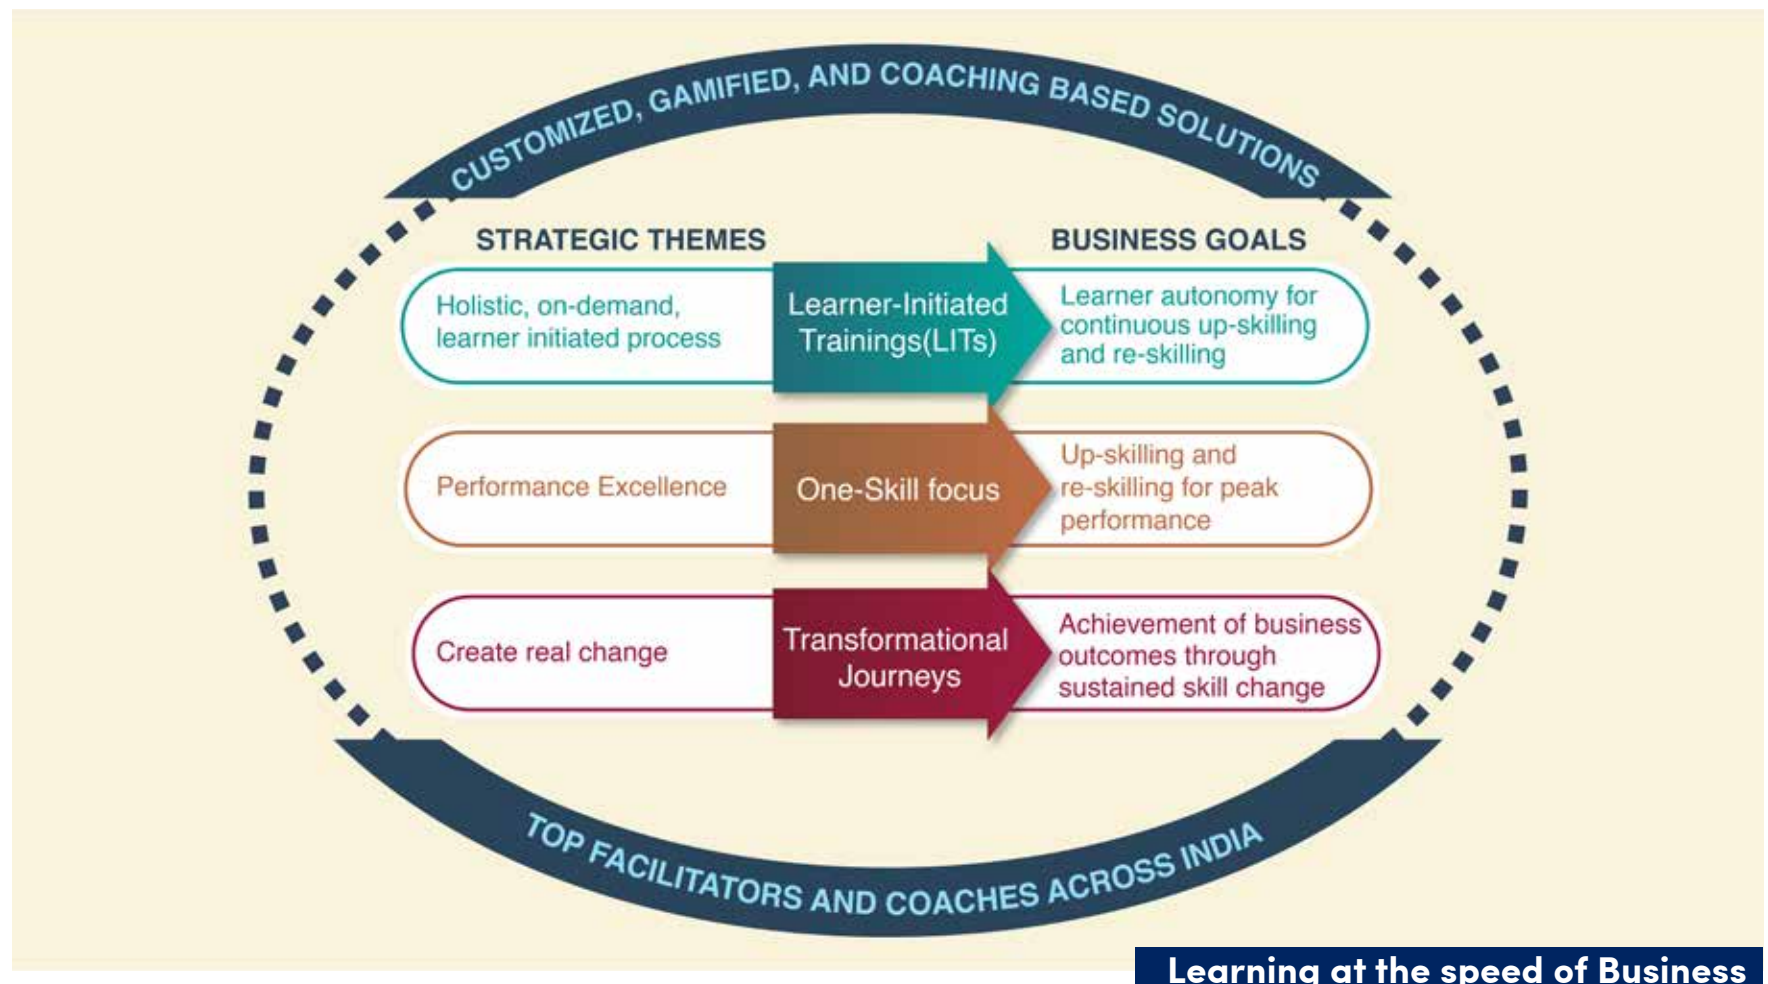 CUSTOMIZED, GAMIFIED, AND COACHING BASED SOLUTIONS
STRATEGIC THEMES
BUSINESS GOALS
Holistic, on-demand,
learner initiated process
Learner-Initiated
Trainings(LITs)
Learner autonomy for
continuous up-skilling
and re-skilling
Performance Excellence
One-Skill focus
Up-skilling and
re-skilling for peak
performance
Create real change
Transformational
Journeys
Achievement of business
outcomes through
sustained skill change
TOP FACILITATORS AND COACHES ACROSS INDIA
Learning at the speed of Business